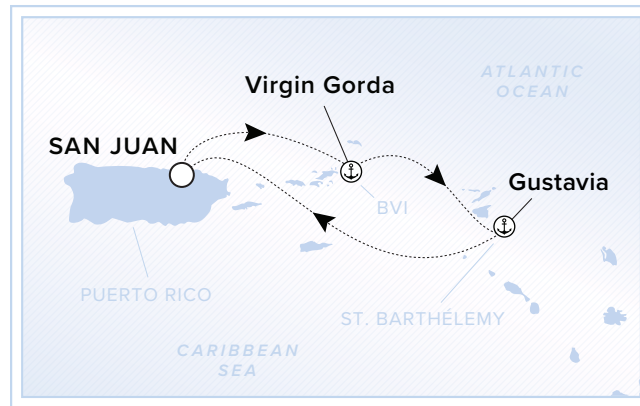 ATLANTIC
OCEAN
Virgin Gorda
SAN JUAN
Gustavia
BVI
PUERTO RICO
ST. BARTHÉLEMY
CARIBBEAN
SEA